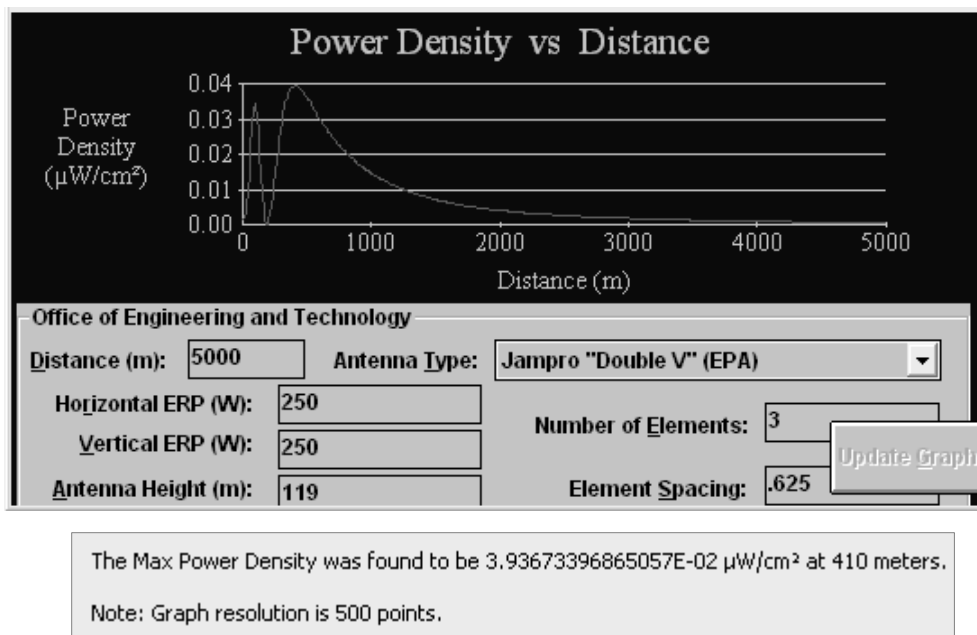 Power Density vs Distance
Power
Density
(µW/cm²)
0.04
0.03
0.02
0.01
0.00
0 1000 2000 3000 4000 5000
Distance (m)
Office of Engineering and Technology
Distance (m): 5000 Antenna Type: Jampro "Double V" (EPA)
Horizontal ERP (W): 250
Number of Elements: 3
Vertical ERP (W): 250
Update Graph
Antenna Height (m): 119 Element Spacing: .625
The Max Power Density was found to be 3.93673396865057E-02 µW/cm² at 410 meters.
Note: Graph resolution is 500 points.